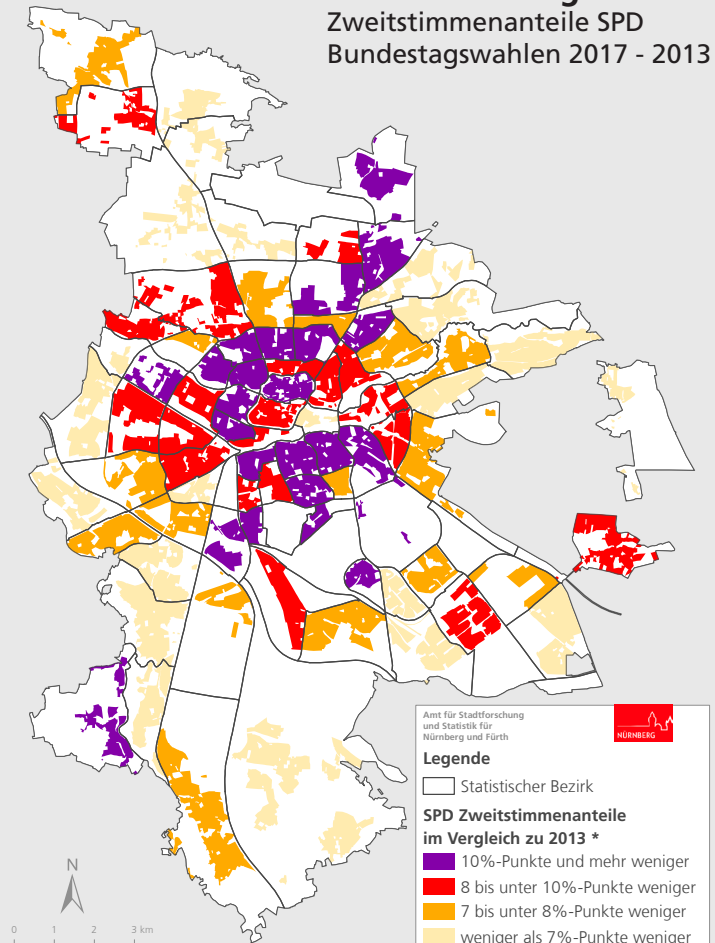 Zweitstimmenanteile SPD
Bundestagswahlen 2017 - 2013
Amt für Stadtforschung
und Statistik für
Nürnberg und Fürth
NÜRNBERG
Legende
Statistischer Bezirk
SPD Zweitstimmenanteile
im Vergleich zu 2013 *
10%-Punkte und mehr weniger
8 bis unter 10%-Punkte weniger
7 bis unter 8%-Punkte weniger
weniger als 7%-Punkte weniger
N
0 1 2 3 km